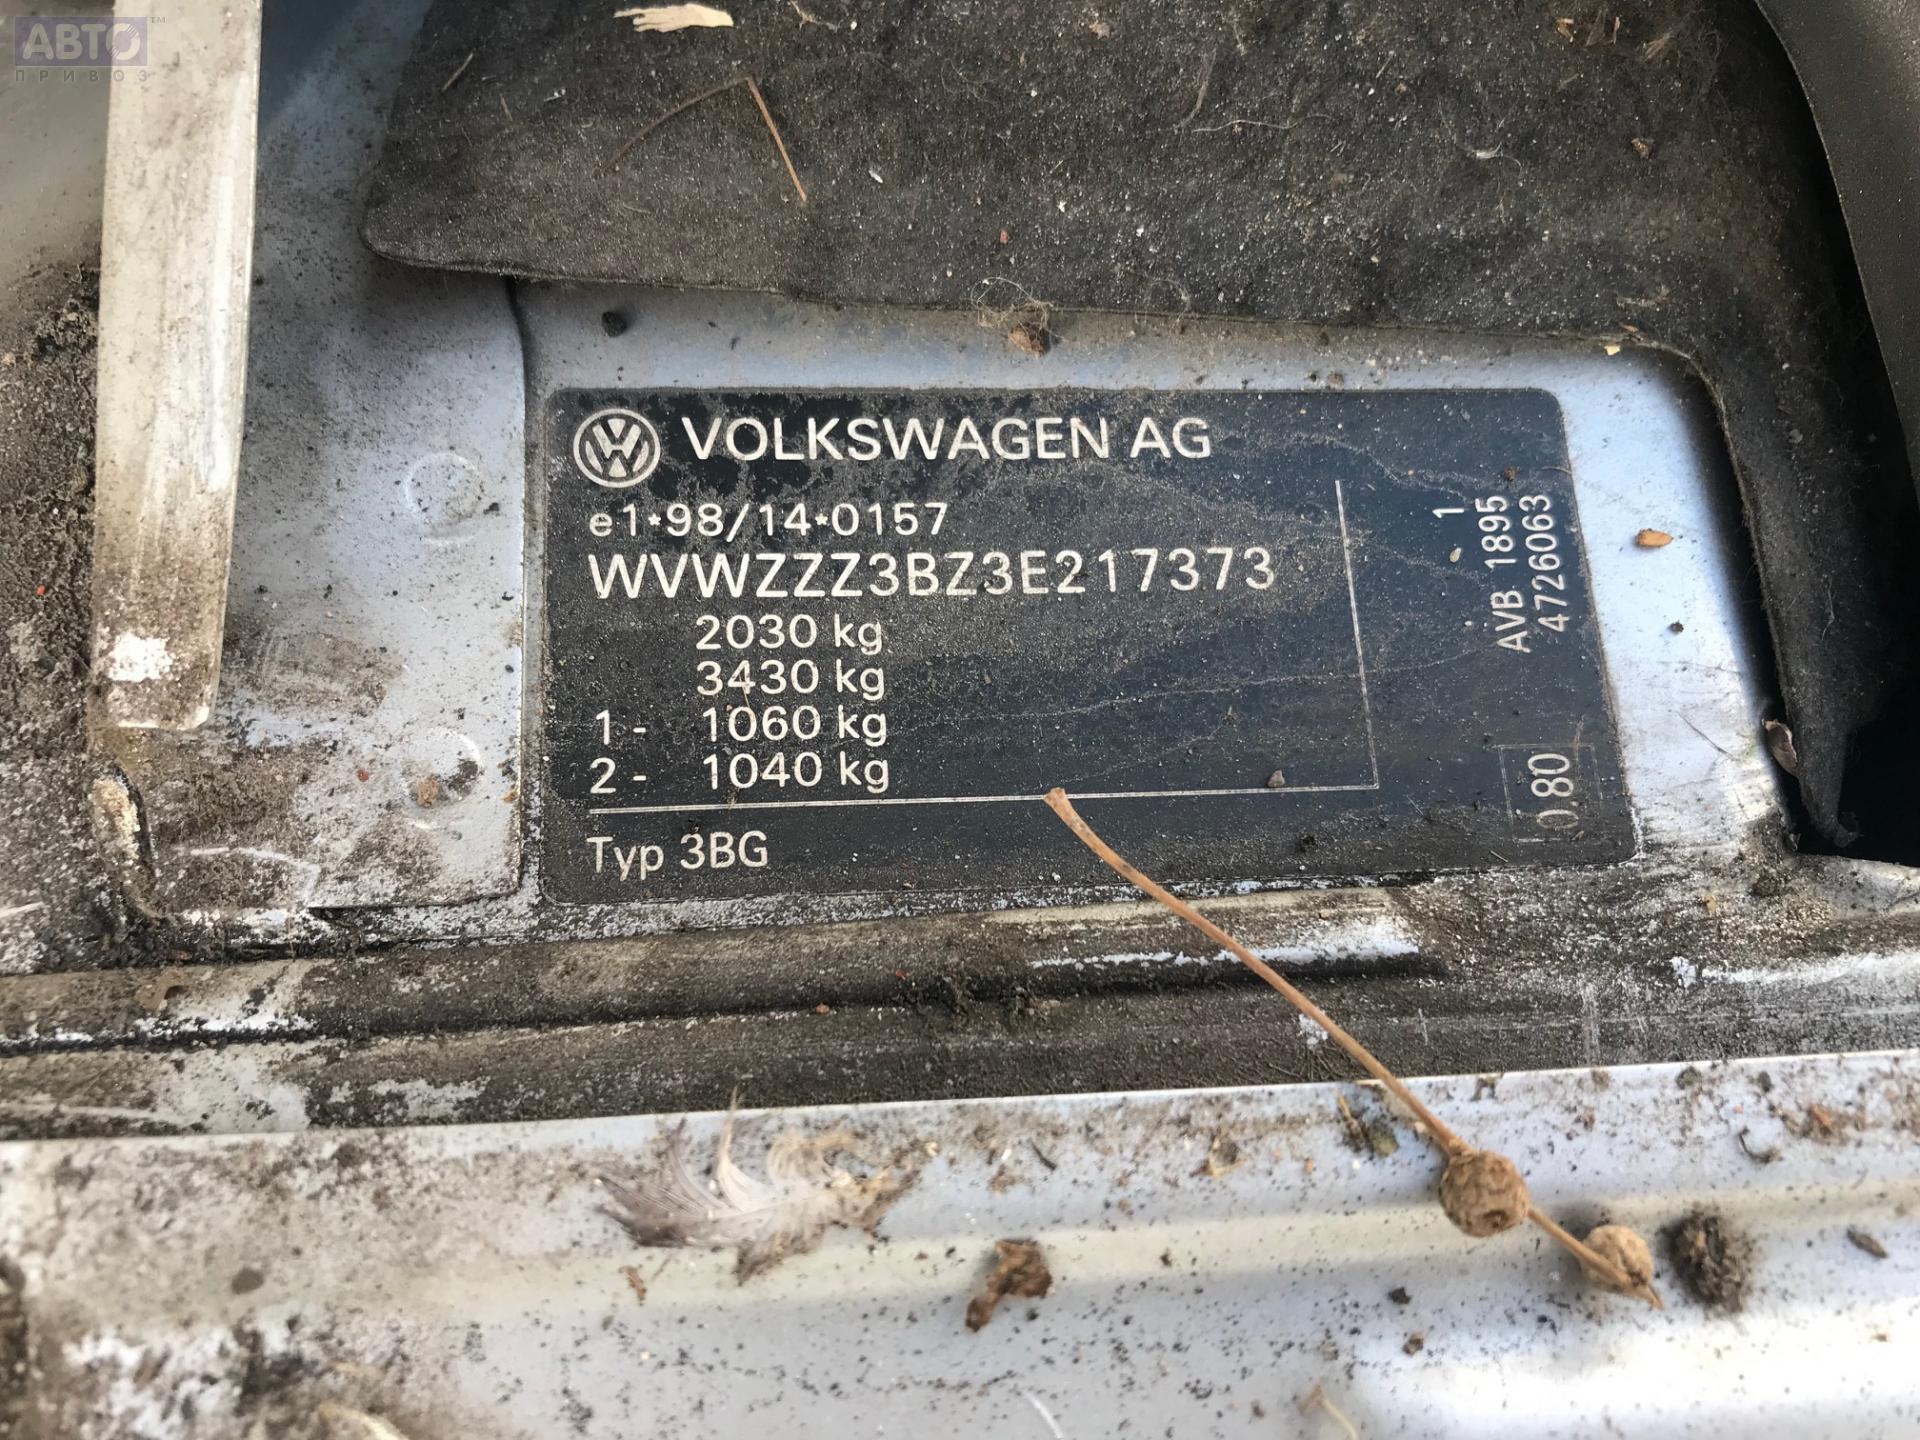 АВТО™
ПРИВОЗ
VOLKSWAGEN AG
e1*98/14*0157
WVWZZZ3BZ3E217373
2030 kg
3430 kg
1- 1060 kg
2- 1040 kg
Typ 3BG
1
AVB 1895
4726063
0.80